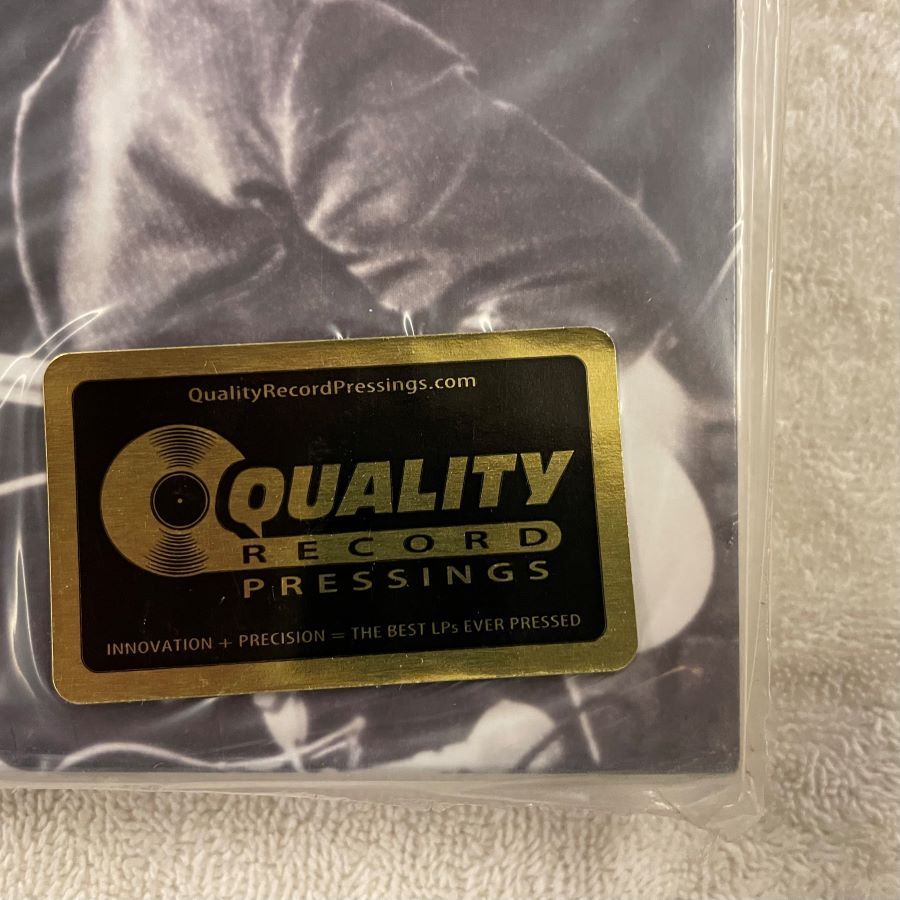 QualityRecordPressings.com
QUALITY
RECORD
PRESSINGS
INNOVATION + PRECISION = THE BEST LPs EVER PRESSED